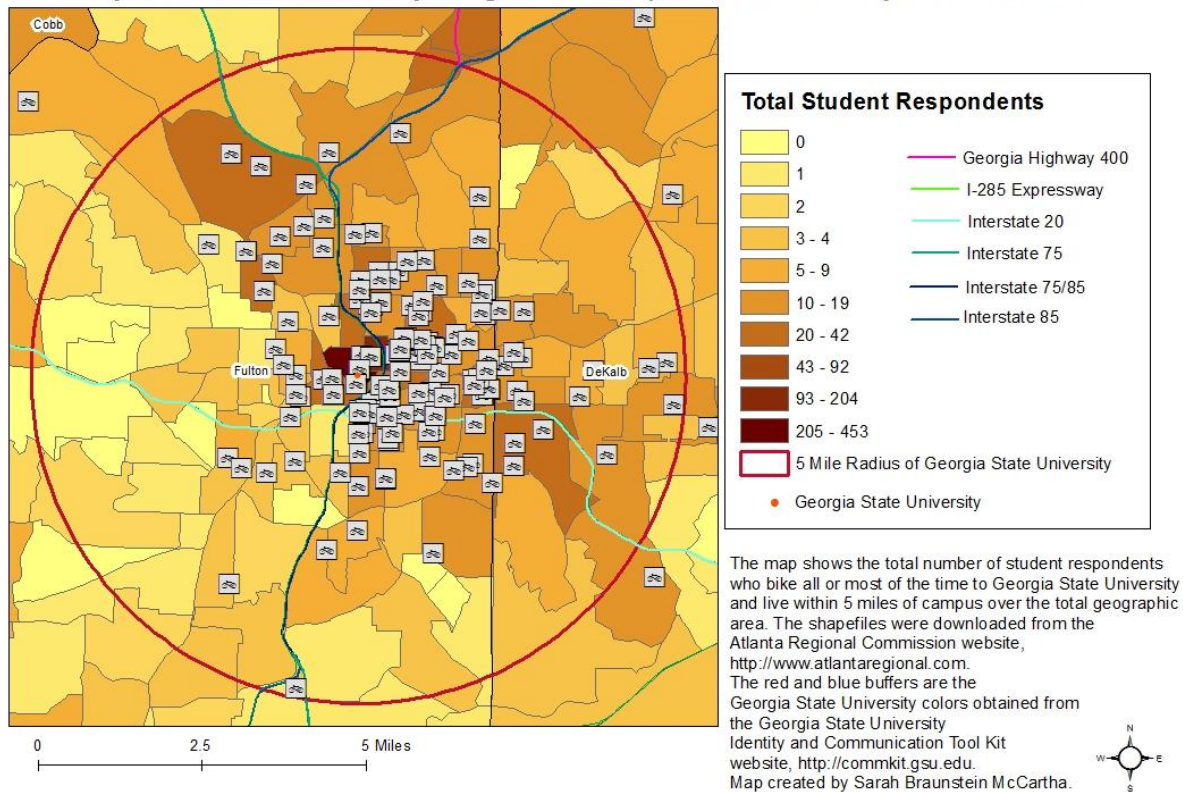 Cobb
Fulton
DeKalb
0 2.5 5 Miles
Total Student Respondents
0
1
2
3 - 4
5 - 9
10 - 19
20 - 42
43 - 92
93 - 204
205 - 453
5 Mile Radius of Georgia State University
Georgia State University
Georgia Highway 400
I-285 Expressway
Interstate 20
Interstate 75
Interstate 75/85
Interstate 85
The map shows the total number of student respondents
who bike all or most of the time to Georgia State University
and live within 5 miles of campus over the total geographic
area. The shapefiles were downloaded from the
Atlanta Regional Commission website,
http://www.atlantaregional.com.
The red and blue buffers are the
Georgia State University colors obtained from
the Georgia State University
Identity and Communication Tool Kit
website, http://commkit.gsu.edu.
Map created by Sarah Braunstein McCartha.
N
W E
S